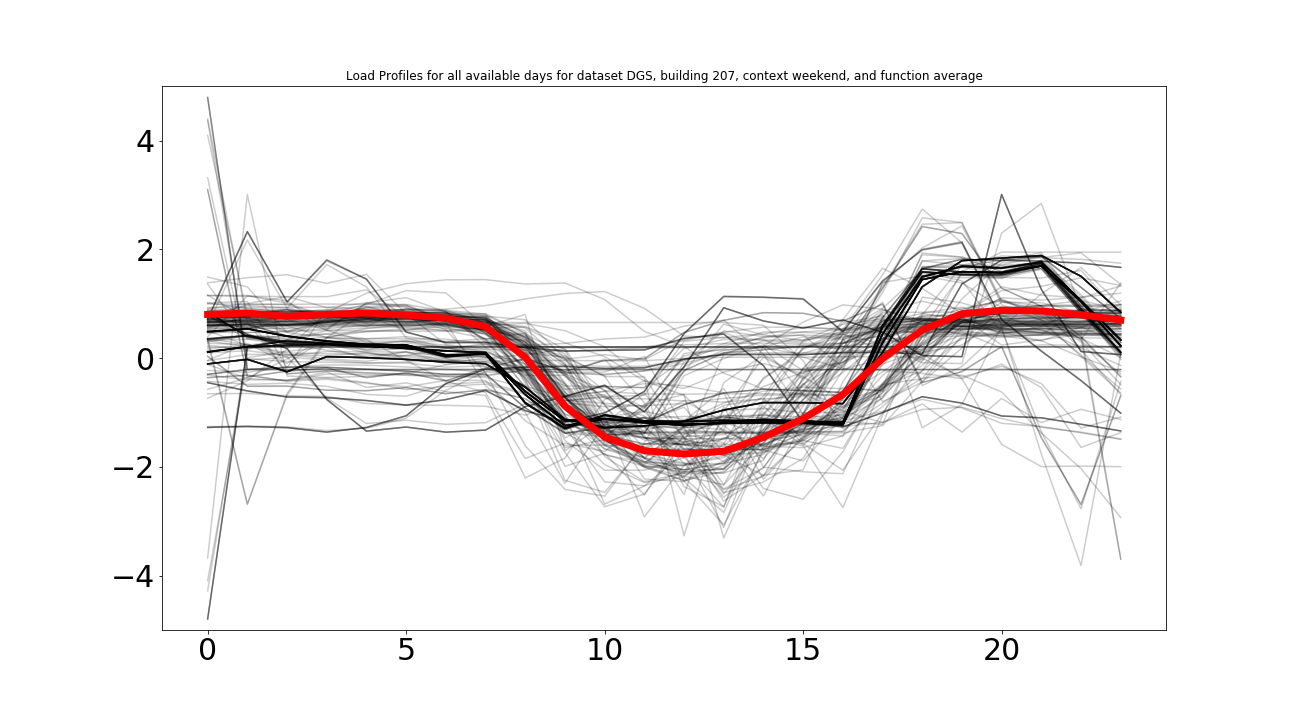 Load Profiles for all available days for dataset DGS, building 207, context weekend, and function average
4
2
0
−2
−4
0 5 10 15 20